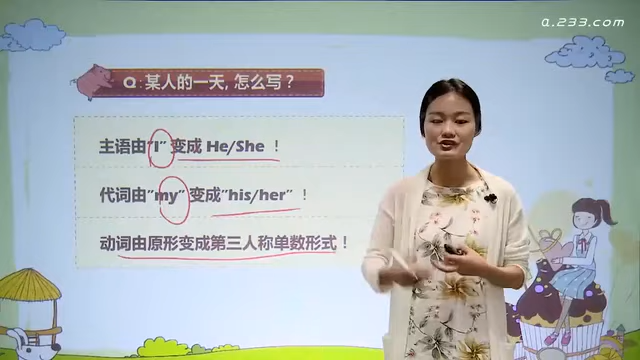 a.233.com
Q:某人的一天,怎么写?
主语由"I" 变成 He/She !
代词由"my" 变成"his/her" !
动词由原形变成第三人称单数形式!